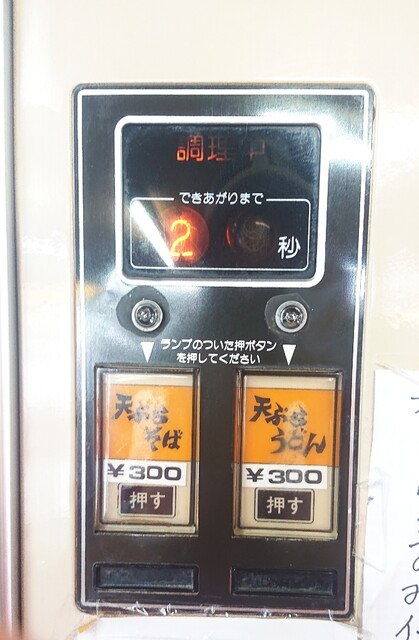 調理中
できあがりまで
2 秒
ランプのついた押ボタン
を押してください
天ぷら
そば
¥300
押す
天ぷら
うどん
¥300
押す